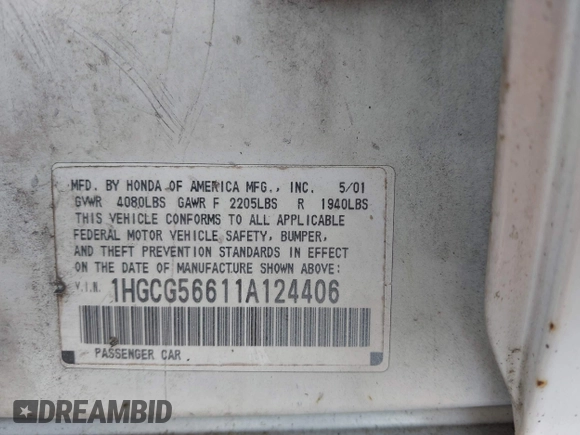 MFD. BY HONDA OF AMERICA MFG., INC. 5/01
GVWR 4080LBS GAWR F 2205LBS R 1940LBS
THIS VEHICLE CONFORMS TO ALL APPLICABLE
FEDERAL MOTOR VEHICLE SAFETY, BUMPER,
AND THEFT PREVENTION STANDARDS IN EFFECT
ON THE DATE OF MANUFACTURE SHOWN ABOVE:
V.I.N. 1HGCG56611A124406
PASSENGER CAR
DREAMBID